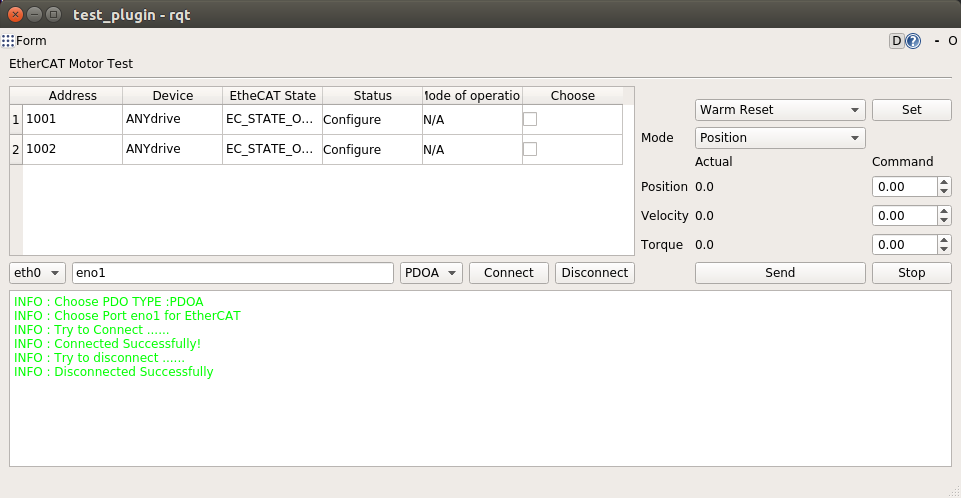 test_plugin - rqt
Form D ? - O
EtherCAT Motor Test
Address Device EtheCAT State Status Mode of operatio Choose
1 1001 ANYdrive EC_STATE_O... Configure N/A
2 1002 ANYdrive EC_STATE_O... Configure N/A
Warm Reset Set
Mode Position
Actual Command
Position 0.0 0.00
Velocity 0.0 0.00
Torque 0.0 0.00
eth0 eno1 PDOA Connect Disconnect Send Stop
INFO : Choose PDO TYPE :PDOA
INFO : Choose Port eno1 for EtherCAT
INFO : Try to Connect ......
INFO : Connected Successfully!
INFO : Try to disconnect ......
INFO : Disconnected Successfully